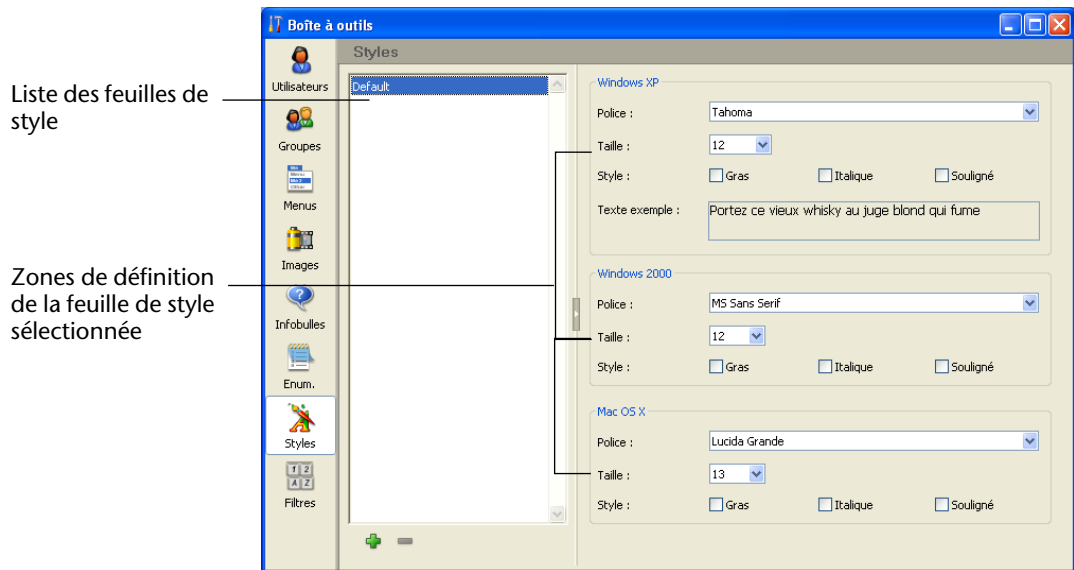 Boîte à outils
Styles
Liste des feuilles de
style
Zones de définition
de la feuille de style
sélectionnée
Utilisateurs
Groupes
Menus
Images
Infobulles
Enum.
Styles
Filtres
Default
Windows XP
Police :
Tahoma
Taille :
12
Style :
Gras
Italique
Souligné
Texte exemple :
Portez ce vieux whisky au juge blond qui fume
Windows 2000
Police :
MS Sans Serif
Taille :
12
Style :
Gras
Italique
Souligné
Mac OS X
Police :
Lucida Grande
Taille :
13
Style :
Gras
Italique
Souligné